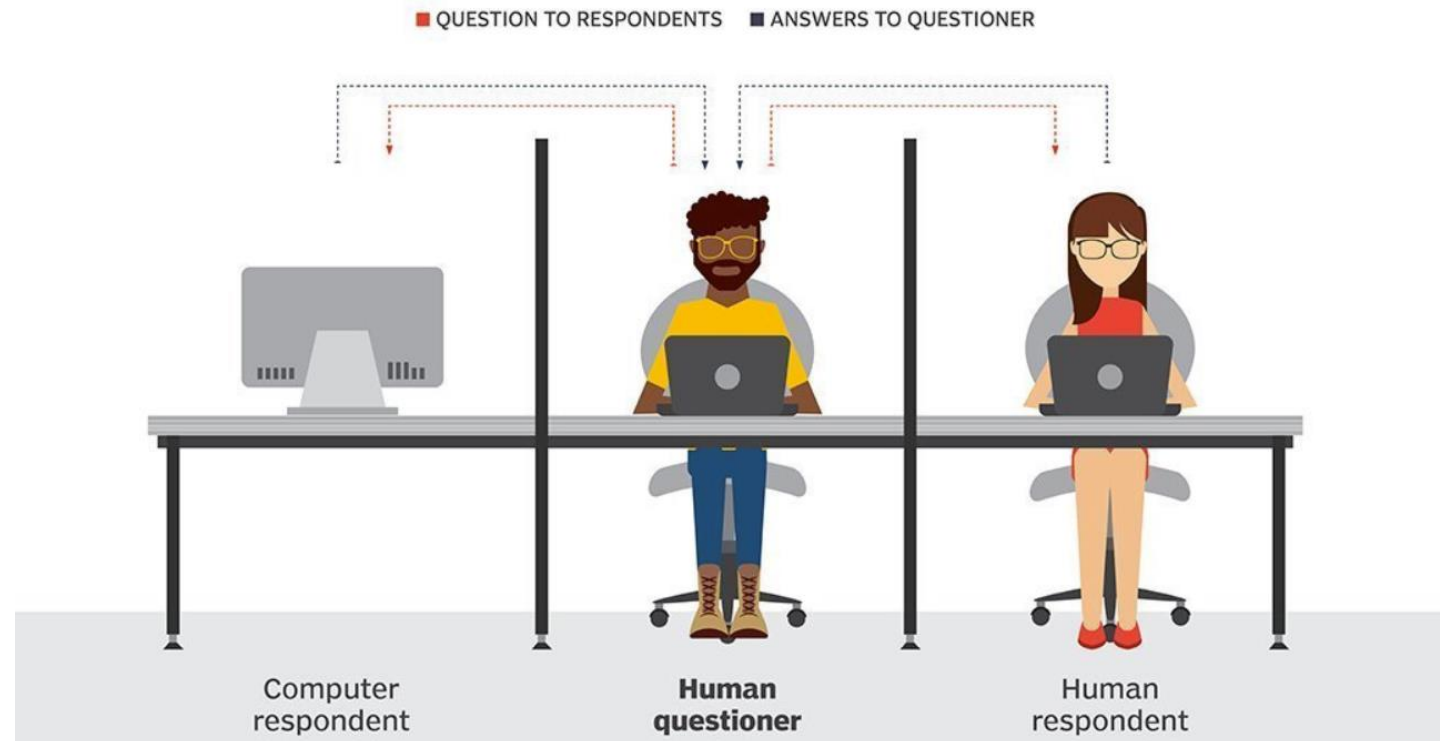 QUESTION TO RESPONDENTS ANSWERS TO QUESTIONER
Computer
respondent
Human
questioner
Human
respondent